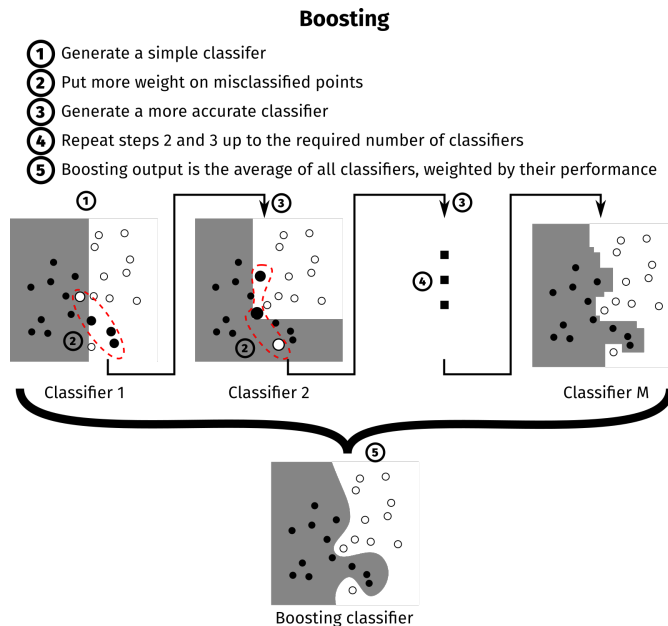 Boosting
1 Generate a simple classifer
2 Put more weight on misclassified points
3 Generate a more accurate classifier
4 Repeat steps 2 and 3 up to the required number of classifiers
5 Boosting output is the average of all classifiers, weighted by their performance
1
3
3
4
2
2
Classifier 1
Classifier 2
Classifier M
5
Boosting classifier